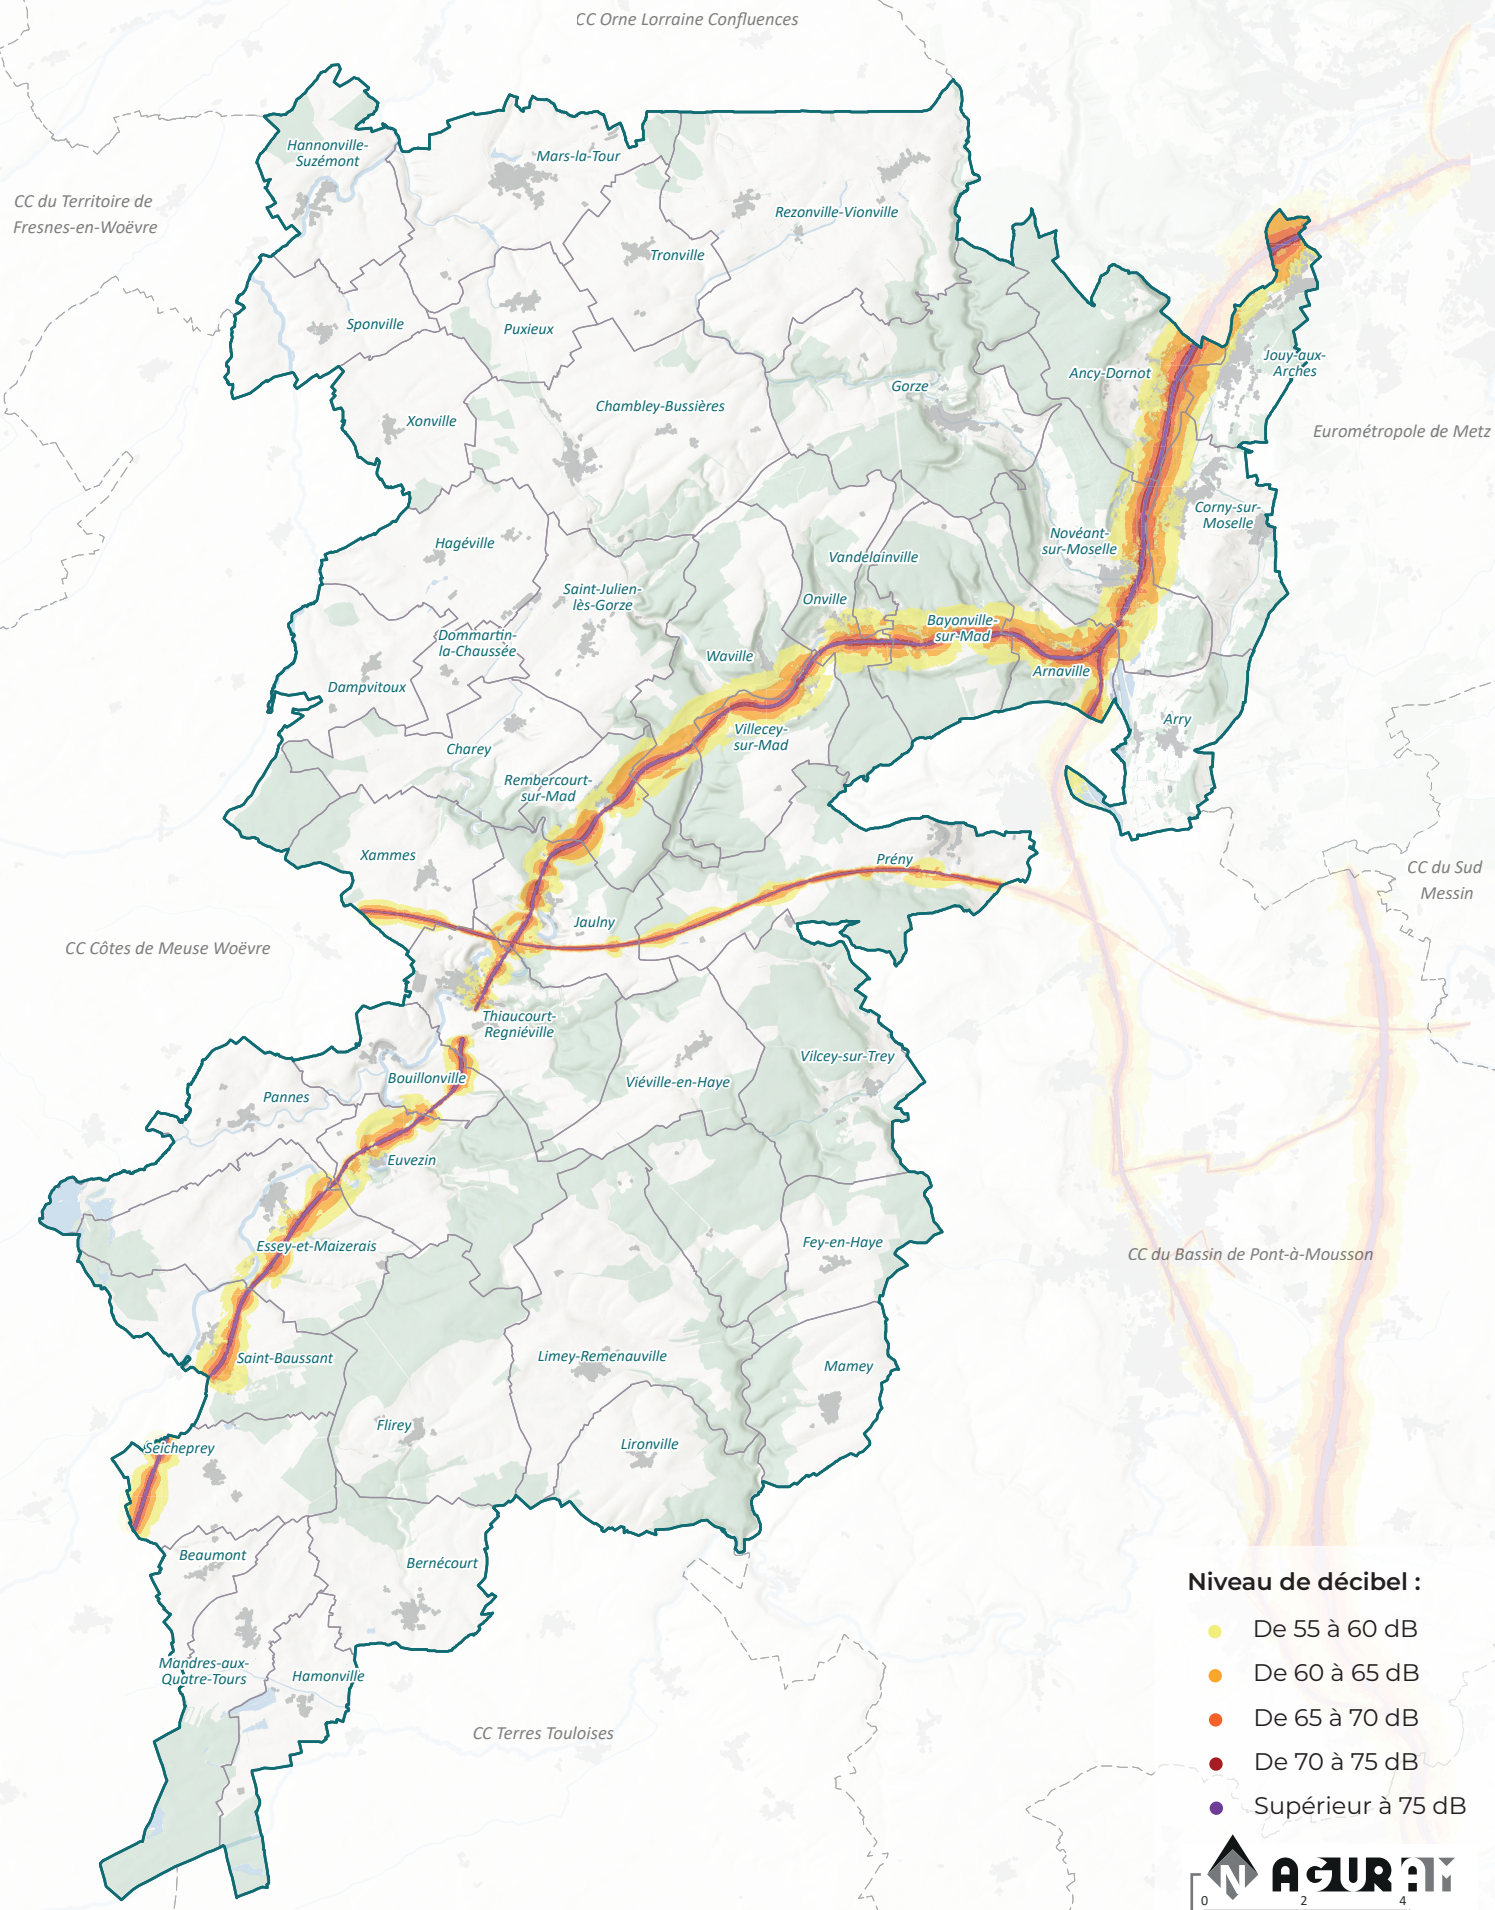 CC Orne Lorraine Confluences
Hannonville-
Suzémont
Mars-la-Tour
CC du Territoire de
Fresnes-en-Woëvre
Rezonville-Vionville
Tronville
Sponville
Puxieux
Ancy-Dornot
Jouy-aux-
Arches
Gorze
Chambley-Bussières
Xonville
Eurométropole de Metz
Corny-sur-
Moselle
Novéant-
sur-Moselle
Hagéville
Vandelainville
Saint-Julien-
lès-Gorze
Onville
Bayonville-
sur-Mad
Dommartin-
la-Chaussée
Waville
Arnaville
Dampvitoux
Arry
Villecey-
sur-Mad
Charey
Rembercourt-
sur-Mad
Xammes
Prény
CC du Sud
Messin
Jaulny
CC Côtes de Meuse Woëvre
Thiaucourt-
Regniéville
Vilcey-sur-Trey
Bouillonville
Viéville-en-Haye
Pannes
Euvezin
Essey-et-Maizerais
Fey-en-Haye
CC du Bassin de Pont-à-Mousson
Saint-Baussant
Limey-Remenauville
Mamey
Flirey
Lironville
Seicheprey
Beaumont
Bernécourt
Mandres-aux-
Quatre-Tours
Hamonville
CC Terres Touloises
Niveau de décibel :
De 55 à 60 dB
De 60 à 65 dB
De 65 à 70 dB
De 70 à 75 dB
Supérieur à 75 dB
N AGURAM
0 2 4